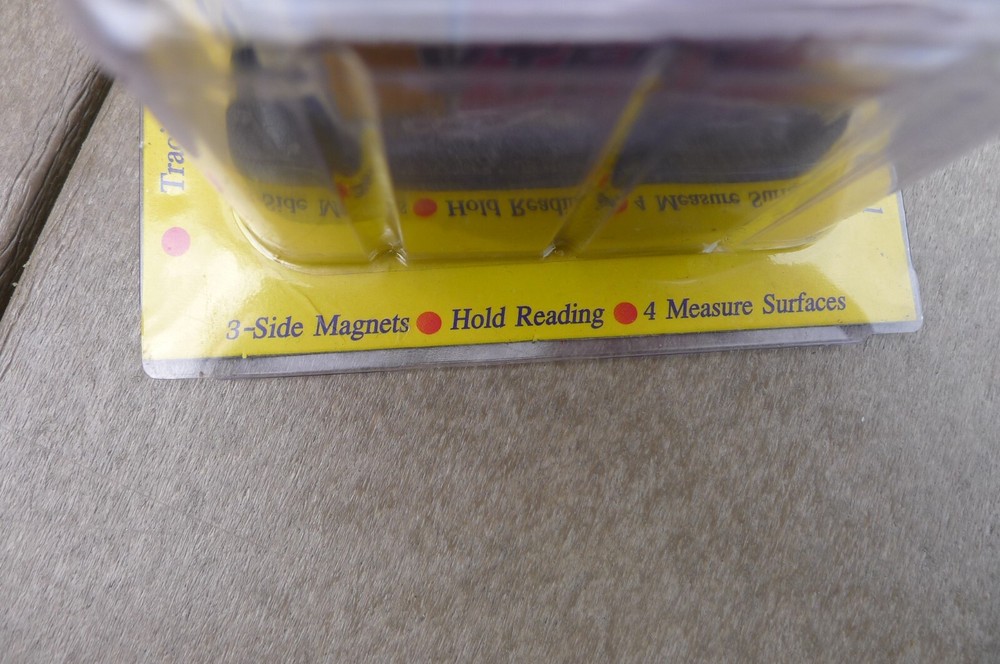 3-Side Magnets ● Hold Reading ● 4 Measure Surfaces